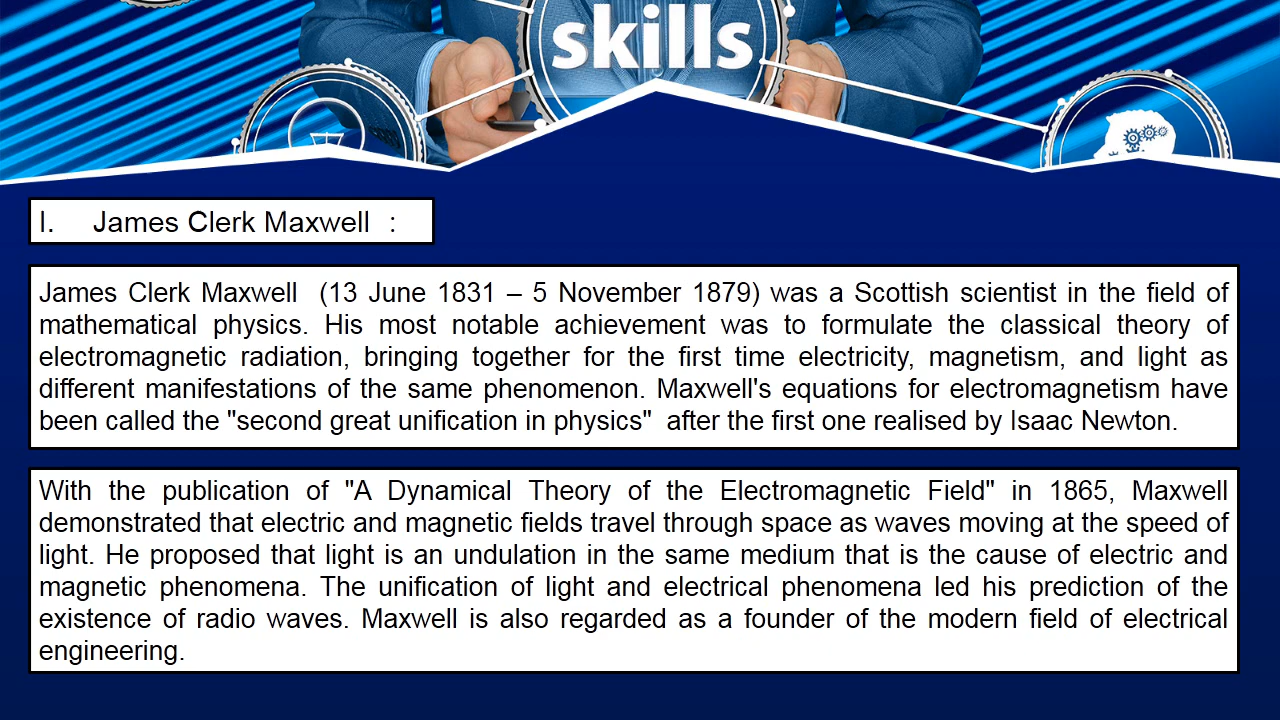 skills
I. James Clerk Maxwell :
James Clerk Maxwell (13 June 1831 – 5 November 1879) was a Scottish scientist in the field of
mathematical physics. His most notable achievement was to formulate the classical theory of
electromagnetic radiation, bringing together for the first time electricity, magnetism, and light as
different manifestations of the same phenomenon. Maxwell's equations for electromagnetism have
been called the "second great unification in physics" after the first one realised by Isaac Newton.
With the publication of "A Dynamical Theory of the Electromagnetic Field" in 1865, Maxwell
demonstrated that electric and magnetic fields travel through space as waves moving at the speed of
light. He proposed that light is an undulation in the same medium that is the cause of electric and
magnetic phenomena. The unification of light and electrical phenomena led his prediction of the
existence of radio waves. Maxwell is also regarded as a founder of the modern field of electrical
engineering.